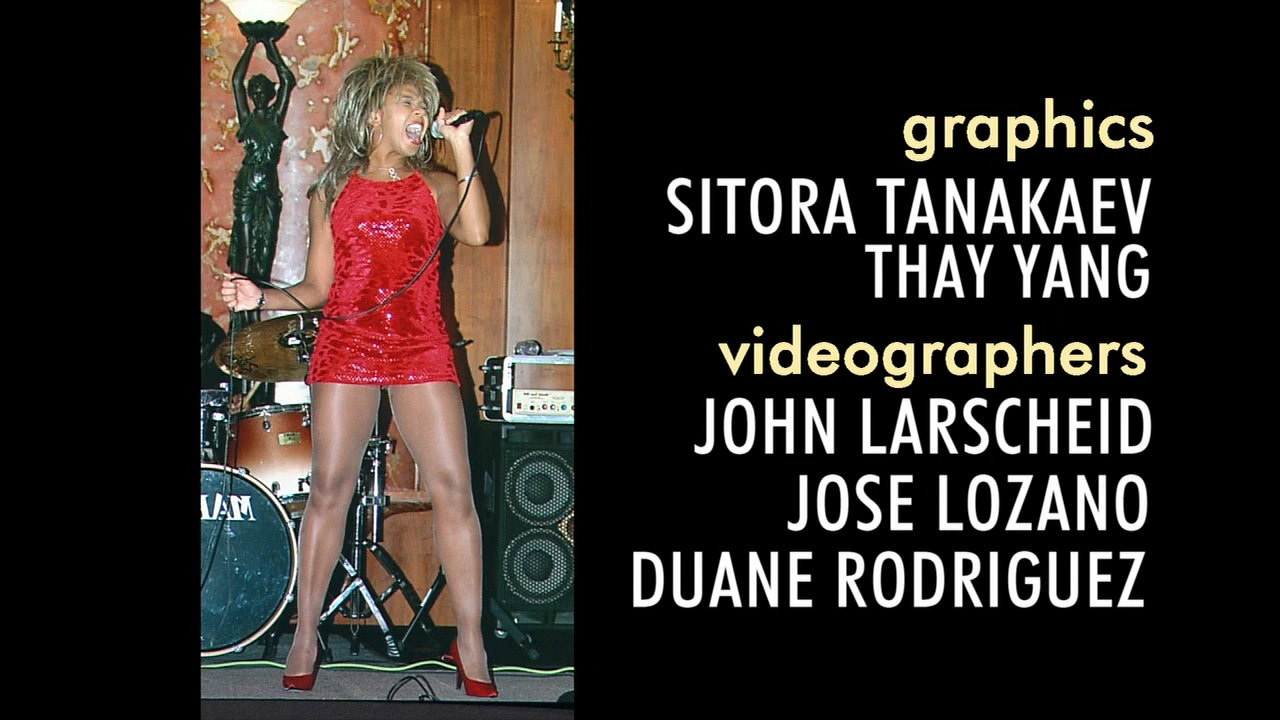 graphics
SITORA TANAKAEV
THAY YANG
videographers
JOHN LARSCHEID
JOSE LOZANO
DUANE RODRIGUEZ